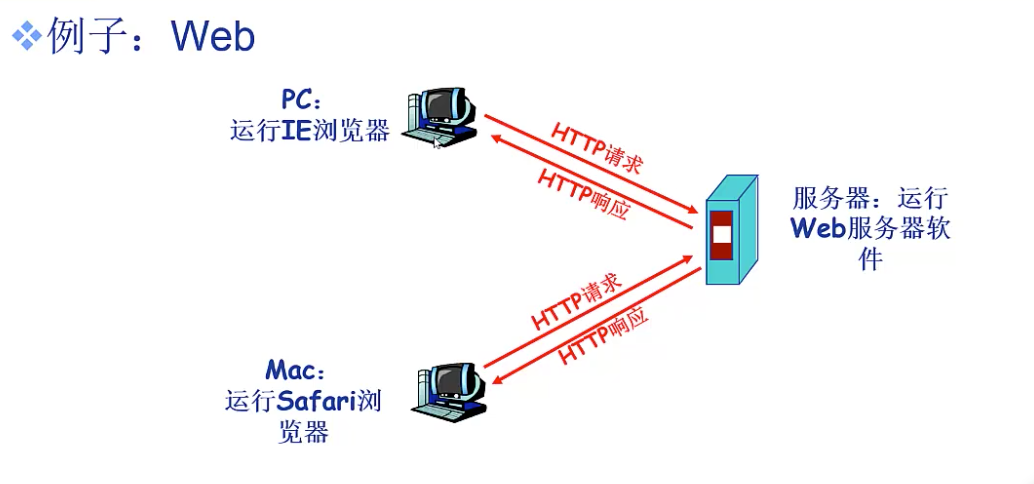 例子：Web
PC：
运行IE浏览器
HTTP请求
HTTP响应
服务器：运行
Web服务器软
件
HTTP请求
HTTP响应
Mac：
运行Safari浏
览器